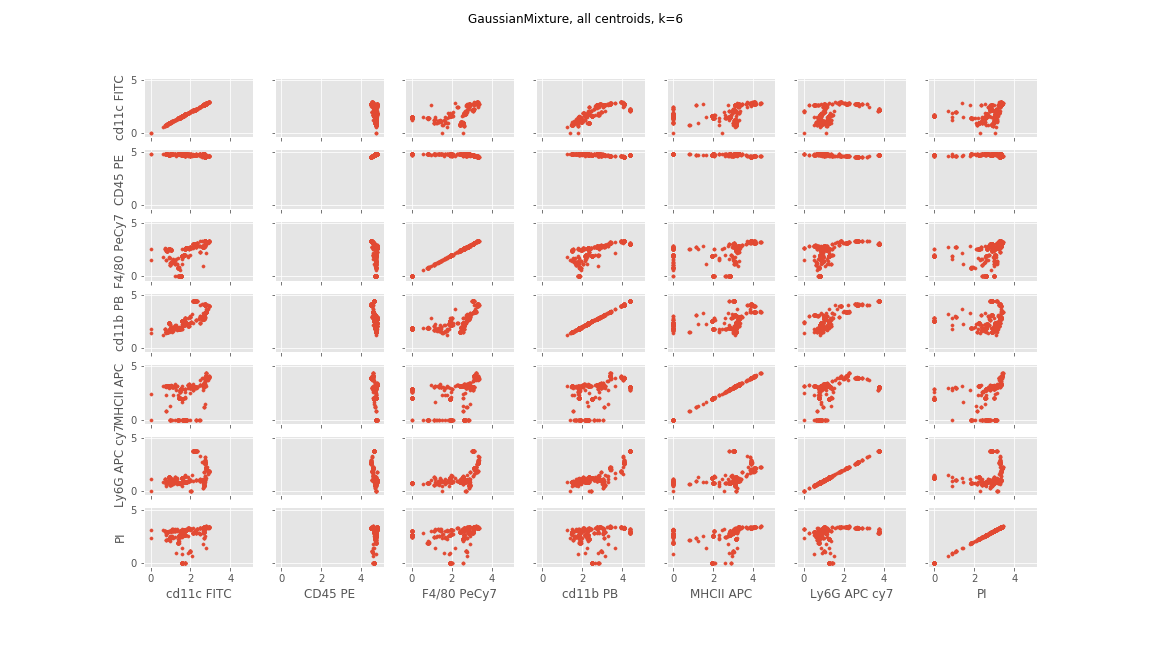 GaussianMixture, all centroids, k=6
cd11c FITC
5
0
CD45 PE
5
0
F4/80 PeCy7
5
0
cd11b PB
5
0
MHCII APC
5
0
Ly6G APC cy7
5
0
PI
5
0
0 2 4 0 2 4 0 2 4 0 2 4 0 2 4 0 2 4 0 2 4
cd11c FITC CD45 PE F4/80 PeCy7 cd11b PB MHCII APC Ly6G APC cy7 PI